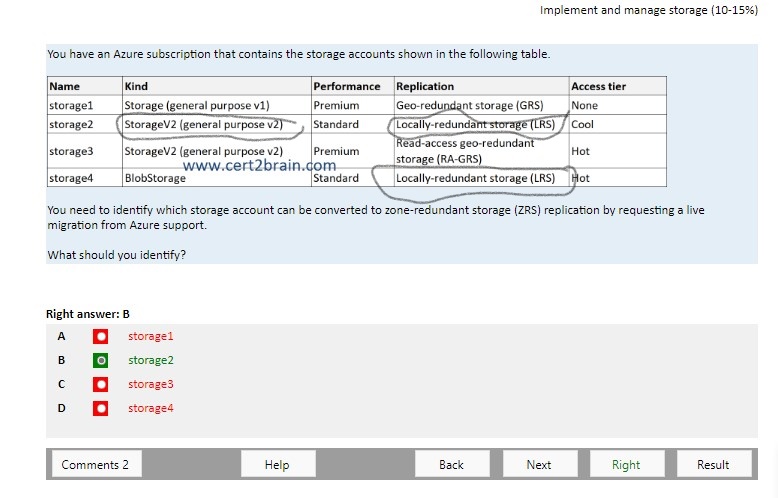 Implement and manage storage (10-15%)
You have an Azure subscription that contains the storage accounts shown in the following table.
Name Kind Performance Replication Access tier
storage1 Storage (general purpose v1) Premium Geo-redundant storage (GRS) None
storage2 StorageV2 (general purpose v2) Standard Locally-redundant storage (LRS) Cool
storage3 StorageV2 (general purpose v2) Premium Read-access geo-redundant storage (RA-GRS) Hot
www.cert2brain.com
storage4 BlobStorage Standard Locally-redundant storage (LRS) Hot
You need to identify which storage account can be converted to zone-redundant storage (ZRS) replication by requesting a live
migration from Azure support.
What should you identify?
Right answer: B
A storage1
B storage2
C storage3
D storage4
Comments 2 Help Back Next Right Result